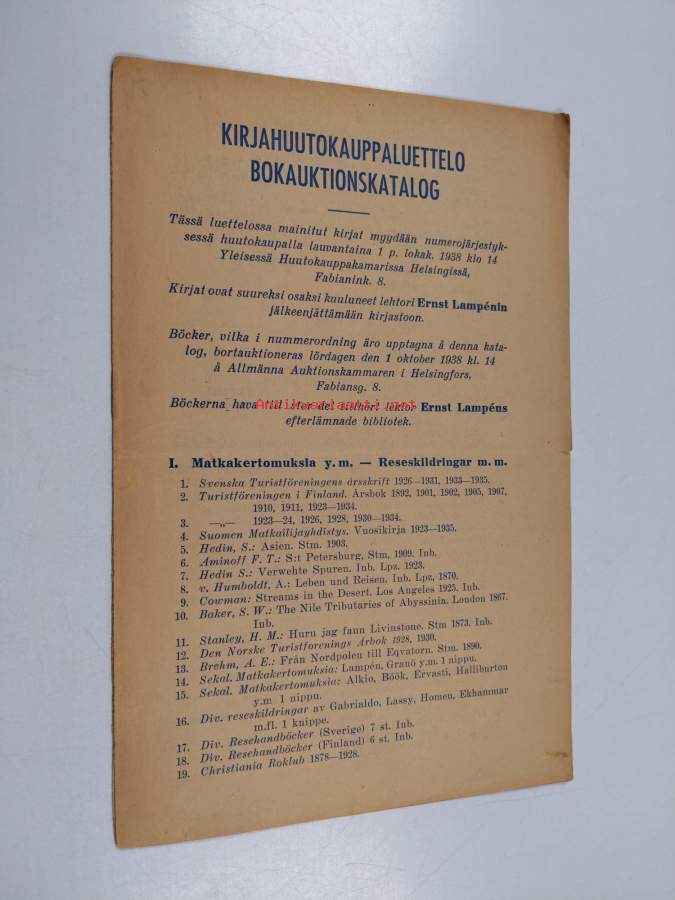 KIRJAHUUTOKAUPPALUETTELO
BOKAUKTIONSKATALOG
Tässä luettelossa mainitut kirjat myydään numerojärjestyk-
sessä huutokaupalla lauvantaina 1 p. lokak. 1938 klo 14
Yleisessä Huutokauppakamarissa Helsingissä,
Fabianink. 8.
Kirjat ovat suureksi osaksi kuuluneet lehtori Ernst Lampénin
jälkeenjättämään kirjastoon.
Böcker, vilka i nummerordning äro upptagna å denna kata-
log, bortauktioneras lördagen den 1 oktober 1938 kl. 14
å Allmänna Auktionskammaren i Helsingfors,
Fabiansg. 8.
Böckerna hava till stor del tillhört lektor Ernst Lampéns
efterlämnade bibliotek.
I. Matkakertomuksia y.m. — Reseskildringar m.m.
1. Svenska Turistföreningens årsskrift 1926—1931, 1933—1935.
2. Turistföreningen i Finland. Årsbok 1892, 1901, 1902, 1905, 1907,
1910, 1911, 1923—1934.
3. —„— 1923—24, 1926, 1928, 1930—1934.
4. Suomen Matkailijayhdistys. Vuosikirja 1923—1935.
5. Hedin, S.: Asien. Stm. 1903.
6. Aminoff F. T.: S:t Petersburg, Stm, 1909. Inb.
7. Hedin S.: Verwehte Spuren. Inb. Lpz. 1923.
8. v. Humboldt, A.: Leben und Reisen. Inb. Lpz, 1870.
9. Cowman: Streams in the Desert. Los Angeles 1925. Inb.
10. Baker, S. W.: The Nile Tributaries of Abyssinia. London 1867.
Inb.
11. Stanley, H. M.: Huru jag fann Livinstone. Stm 1873. Inb.
12. Den Norske Turistforenings Årbok 1928, 1930.
13. Brehm, A. E.: Från Nordpolen till Eqvatorn. Stm. 1890.
14. Sekal. Matkakertomuksia: Lampén, Granö y.m. 1 nippu.
15. Sekal. Matkakertomuksia: Alkio, Böök, Ervasti, Halliburton
y.m 1 nippu.
16. Div. reseskildringar av Gabrialdo, Lassy, Homen, Ekhammar
m.fl. 1 knippe.
17. Div. Resehandböcker (Sverige) 7 st. Inb.
18. Div. Resehandböcker (Finland) 6 st. Inb.
19. Christiania Roklub 1878—1928.